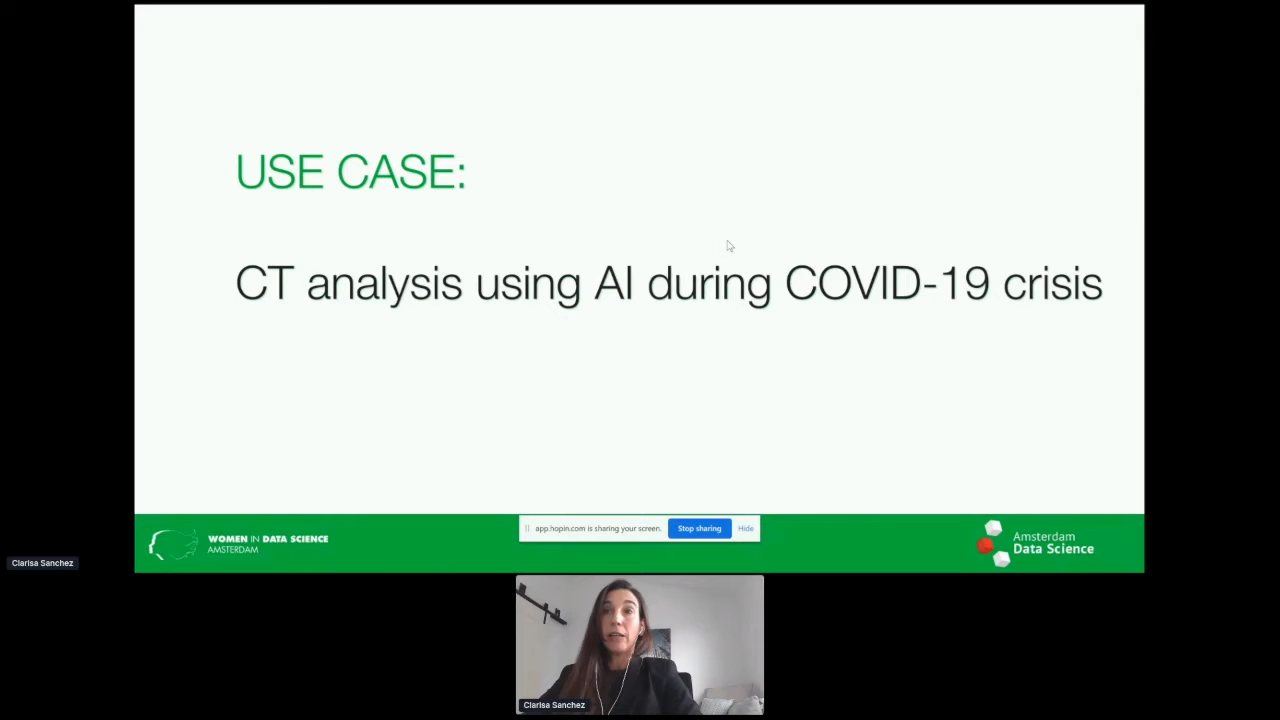 USE CASE:
CT analysis using AI during COVID-19 crisis
WOMEN IN DATA SCIENCE
AMSTERDAM
app.hopin.com is sharing your screen.
Stop sharing
Hide
Amsterdam
Data Science
Clarisa Sanchez
Clarisa Sanchez